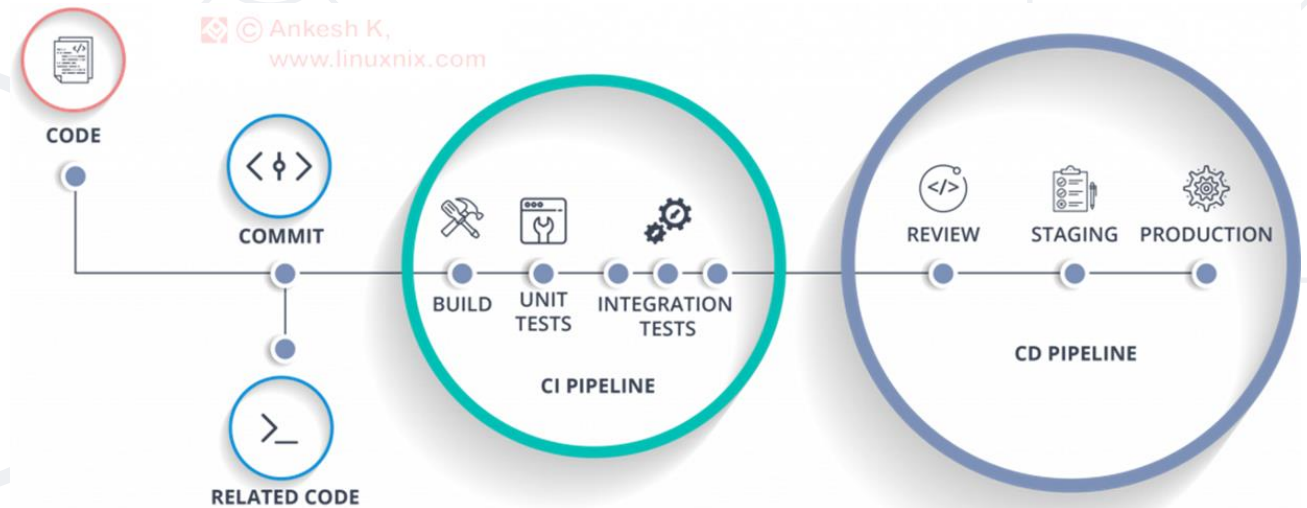 © Ankesh K,
www.linuxnix.com
CODE
COMMIT
RELATED CODE
BUILD
UNIT
TESTS
INTEGRATION
TESTS
CI PIPELINE
REVIEW
STAGING
PRODUCTION
CD PIPELINE